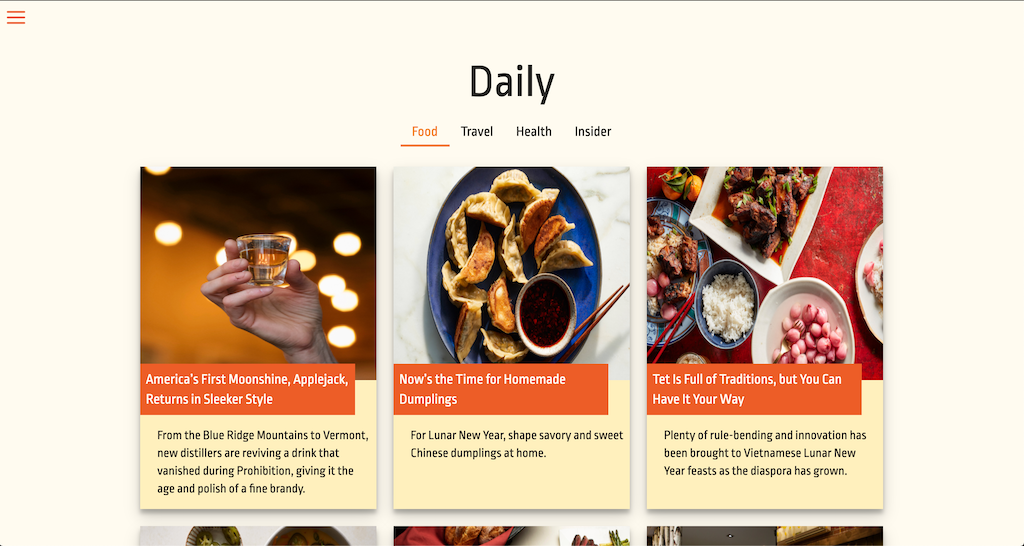 Daily
Food Travel Health Insider
America's First Moonshine, Applejack,
Returns in Sleeker Style
From the Blue Ridge Mountains to Vermont,
new distillers are reviving a drink that
vanished during Prohibition, giving it the
age and polish of a fine brandy.
Now's the Time for Homemade
Dumplings
For Lunar New Year, shape savory and sweet
Chinese dumplings at home.
Tet Is Full of Traditions, but You Can
Have It Your Way
Plenty of rule-bending and innovation has
been brought to Vietnamese Lunar New
Year feasts as the diaspora has grown.